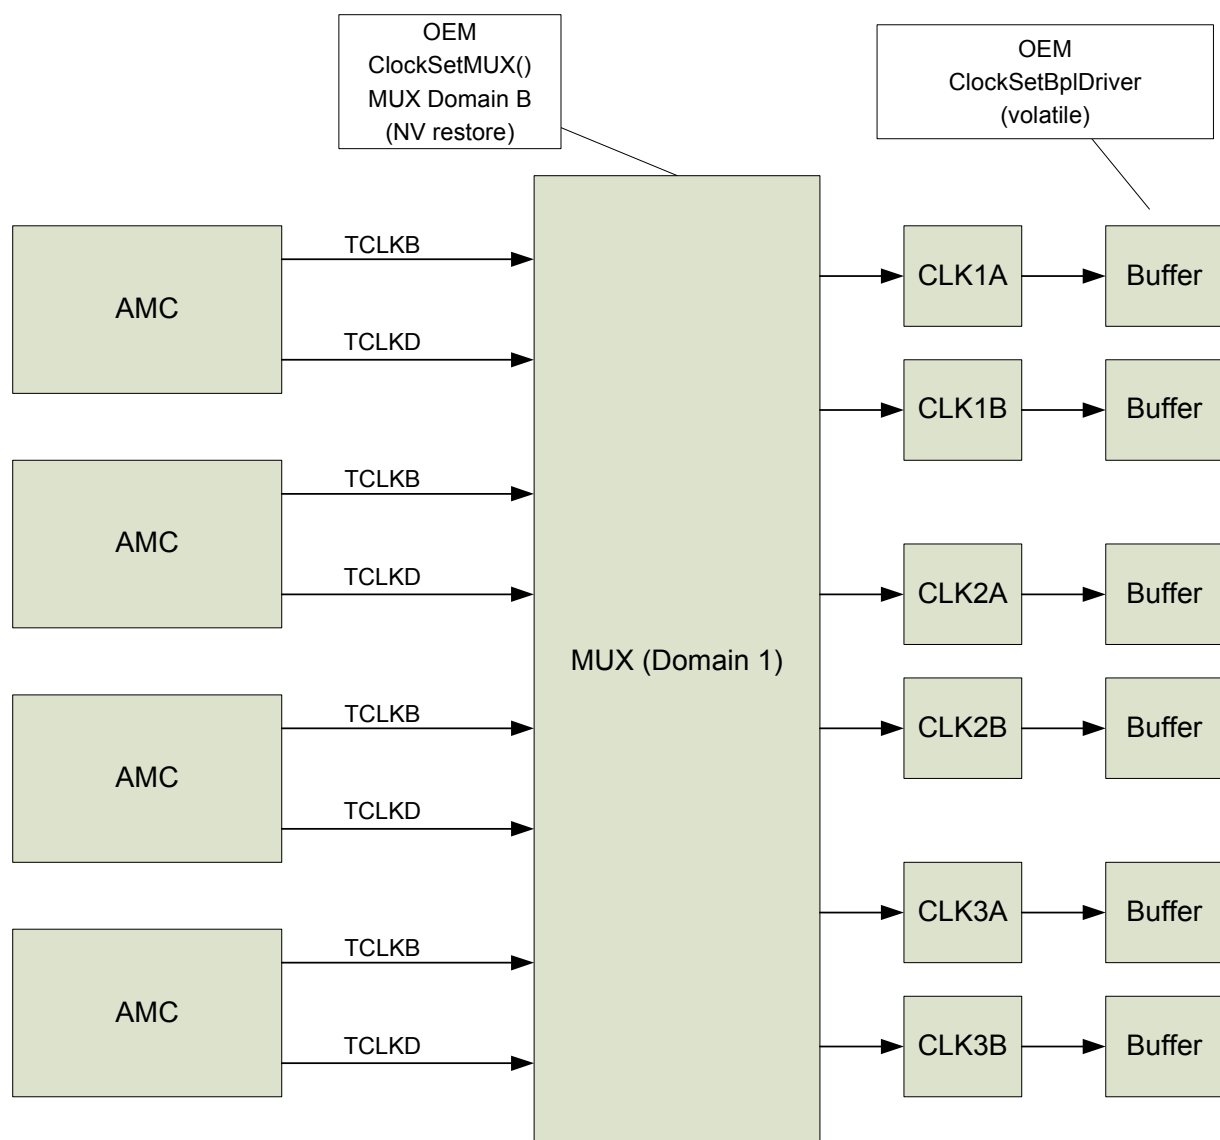 OEM
ClockSetMUX()
MUX Domain B
(NV restore)
OEM
ClockSetBplDriver
(volatile)
AMC
TCLKB
TCLKD
AMC
TCLKB
TCLKD
AMC
TCLKB
TCLKD
AMC
TCLKB
TCLKD
MUX (Domain 1)
CLK1A
Buffer
CLK1B
Buffer
CLK2A
Buffer
CLK2B
Buffer
CLK3A
Buffer
CLK3B
Buffer